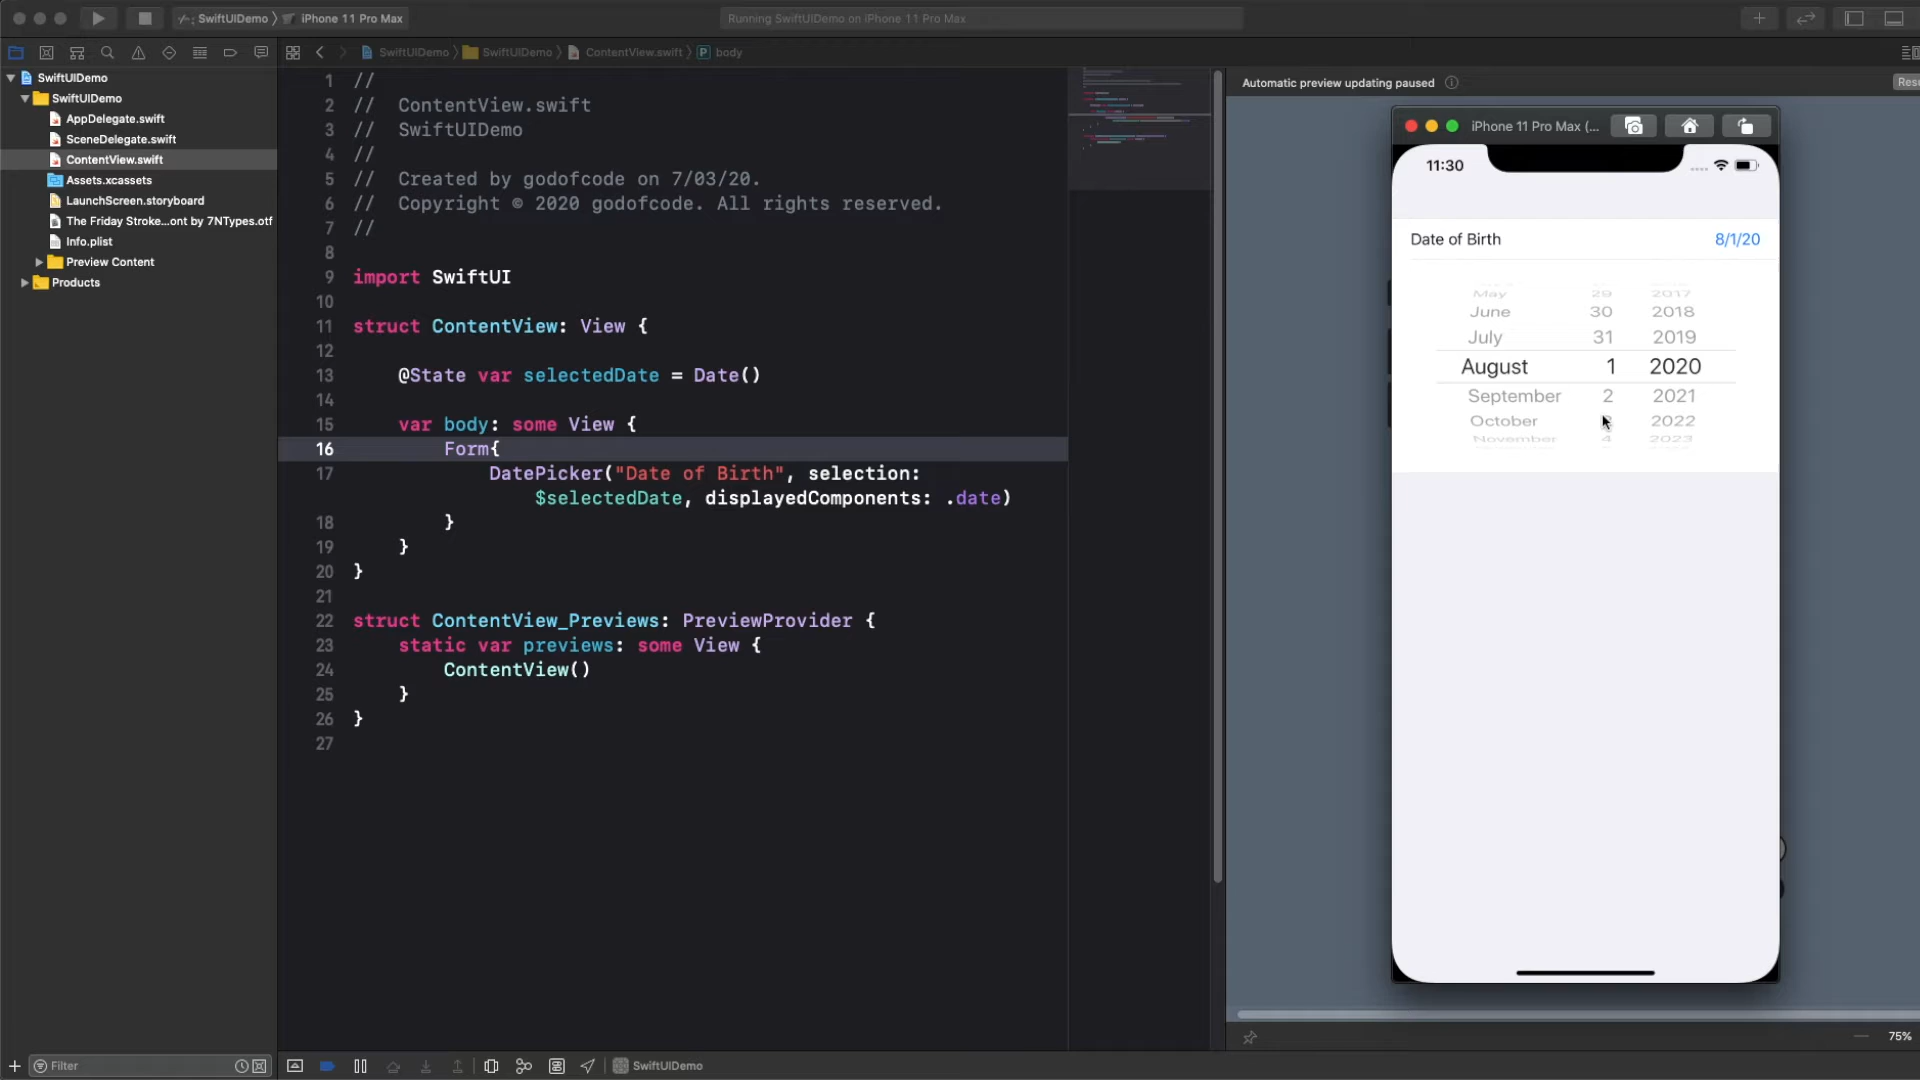 SwiftUIDemo
iPhone 11 Pro Max
Running SwiftUIDemo on iPhone 11 Pro Max
SwiftUIDemo
SwiftUIDemo
ContentView.swift
body
SwiftUIDemo
SwiftUIDemo
AppDelegate.swift
SceneDelegate.swift
ContentView.swift
Assets.xcassets
LaunchScreen.storyboard
The Friday Stroke...ont by 7NTypes.otf
Info.plist
Preview Content
Products
Filter
1 //
2 //  ContentView.swift
3 //  SwiftUIDemo
4 //
5 //  Created by godofcode on 7/03/20.
6 //  Copyright © 2020 godofcode. All rights reserved.
7 //
8
9 import SwiftUI
10
11 struct ContentView: View {
12
13     @State var selectedDate = Date()
14
15     var body: some View {
16         Form{
17             DatePicker("Date of Birth", selection:
                $selectedDate, displayedComponents: .date)
18         }
19     }
20 }
21
22 struct ContentView_Previews: PreviewProvider {
23     static var previews: some View {
24         ContentView()
25     }
26 }
27
SwiftUIDemo
Automatic preview updating paused
iPhone 11 Pro Max (...
11:30
Date of Birth 8/1/20
May 29 2017
June 30 2018
July 31 2019
August 1 2020
September 2 2021
October 2022
November 4 2023
75%